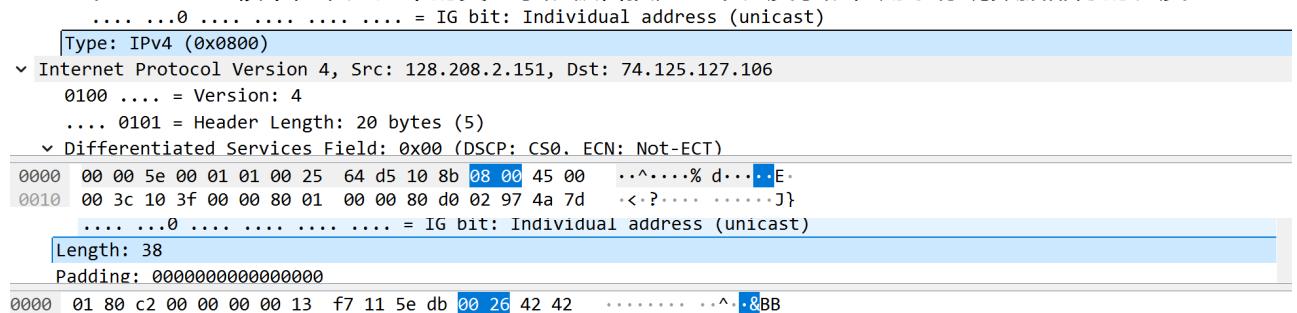 .... ...0 .... .... .... .... = IG bit: Individual address (unicast)
Type: IPv4 (0x0800)
Internet Protocol Version 4, Src: 128.208.2.151, Dst: 74.125.127.106
0100 .... = Version: 4
.... 0101 = Header Length: 20 bytes (5)
Differentiated Services Field: 0x00 (DSCP: CS0, ECN: Not-ECT)
0000 00 00 5e 00 01 01 00 25 64 d5 10 8b 08 00 45 00 ··^····% d·····E·
0010 00 3c 10 3f 00 00 80 01 00 00 80 d0 02 97 4a 7d ·<·?···· ······J}
.... ...0 .... .... .... .... = IG bit: Individual address (unicast)
Length: 38
Padding: 0000000000000000
0000 01 80 c2 00 00 00 00 13 f7 11 5e db 00 26 42 42 ········ ··^··&BB